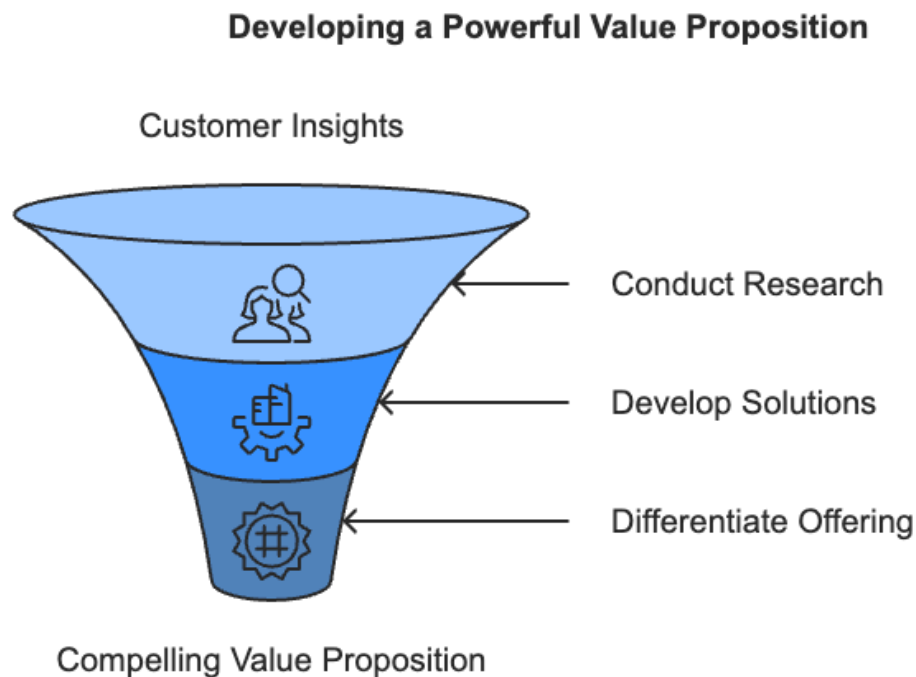 Developing a Powerful Value Proposition
Customer Insights
Conduct Research
Develop Solutions
Differentiate Offering
Compelling Value Proposition